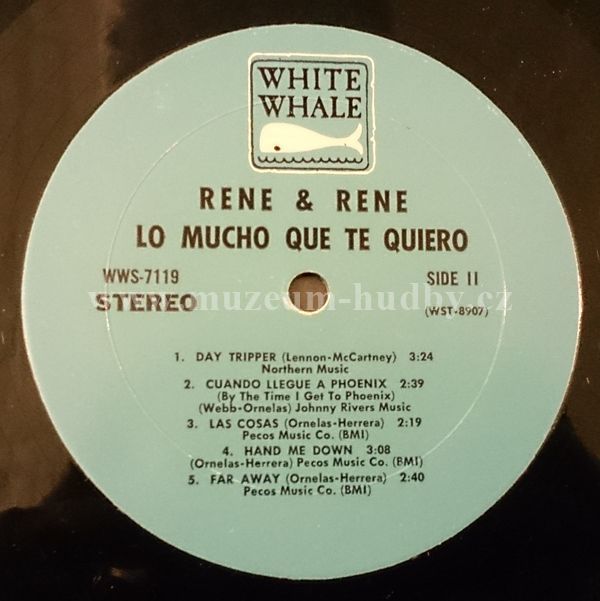 WHITE
WHALE
RENE & RENE
LO MUCHO QUE TE QUIERO
WWS-7119 SIDE II
www.muzeum-hudby.cz
STEREO (WST-8907)
1. DAY TRIPPER (Lennon-McCartney) 3:24
Northern Music
2. CUANDO LLEGUE A PHOENIX 2:39
(By The Time I Get To Phoenix)
(Webb-Ornelas) Johnny Rivers Music
3. LAS COSAS (Ornelas-Herrera) 2:19
Pecos Music Co. (BMI)
4. HAND ME DOWN 3:08
(Ornelas-Herrera) Pecos Music Co. (BMI)
5. FAR AWAY (Ornelas-Herrera) 2:40
Pecos Music Co. (BMI)